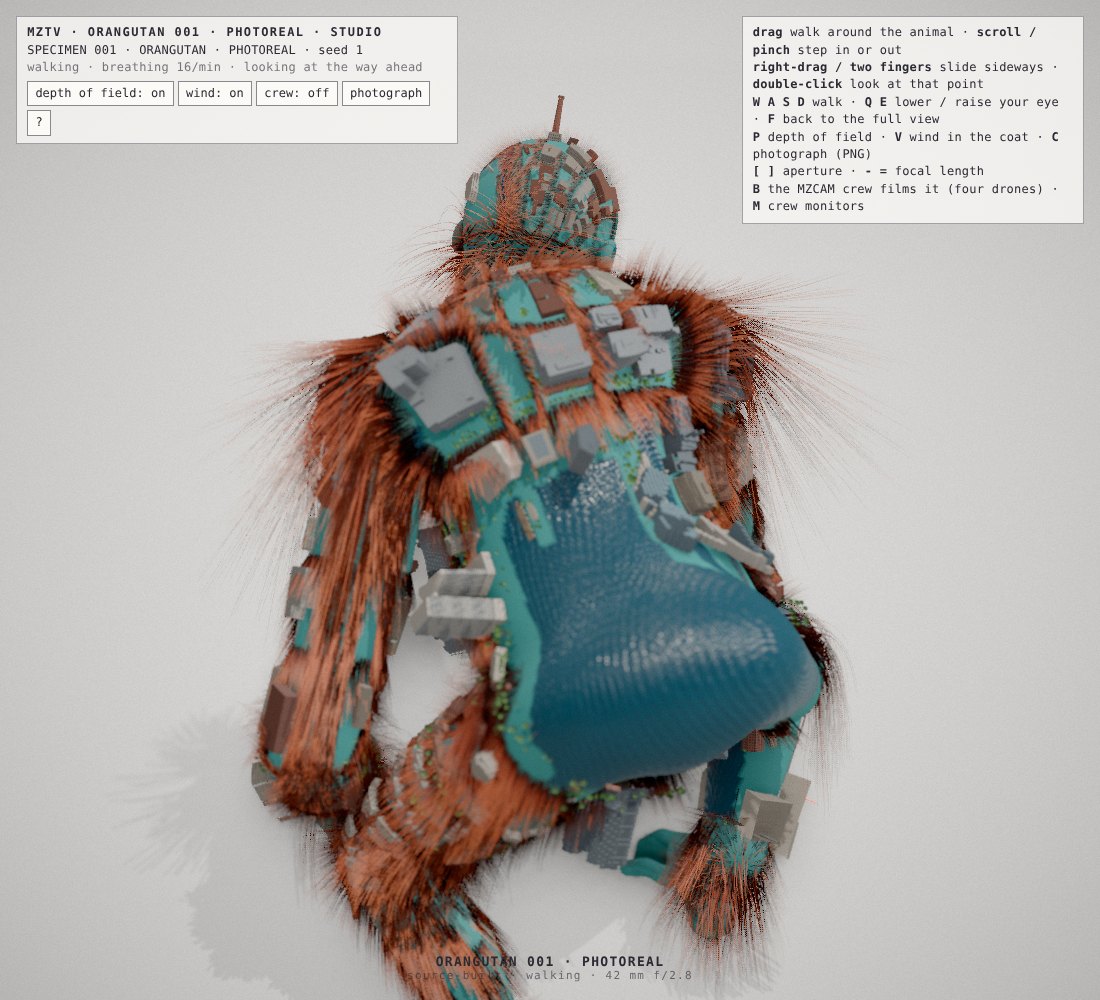 MZTV · ORANGUTAN 001 · PHOTOREAL · STUDIO
SPECIMEN 001 · ORANGUTAN · PHOTOREAL · seed 1
walking · breathing 16/min · looking at the way ahead
depth of field: on wind: on crew: off photograph
?
drag walk around the animal · scroll /
pinch step in or out
right-drag / two fingers slide sideways ·
double-click look at that point
W A S D walk · Q E lower / raise your eye
· F back to the full view
P depth of field · V wind in the coat · C
photograph (PNG)
[ ] aperture · - = focal length
B the MZCAM crew films it (four drones) ·
M crew monitors
ORANGUTAN 001 · PHOTOREAL
source-built · walking · 42 mm f/2.8